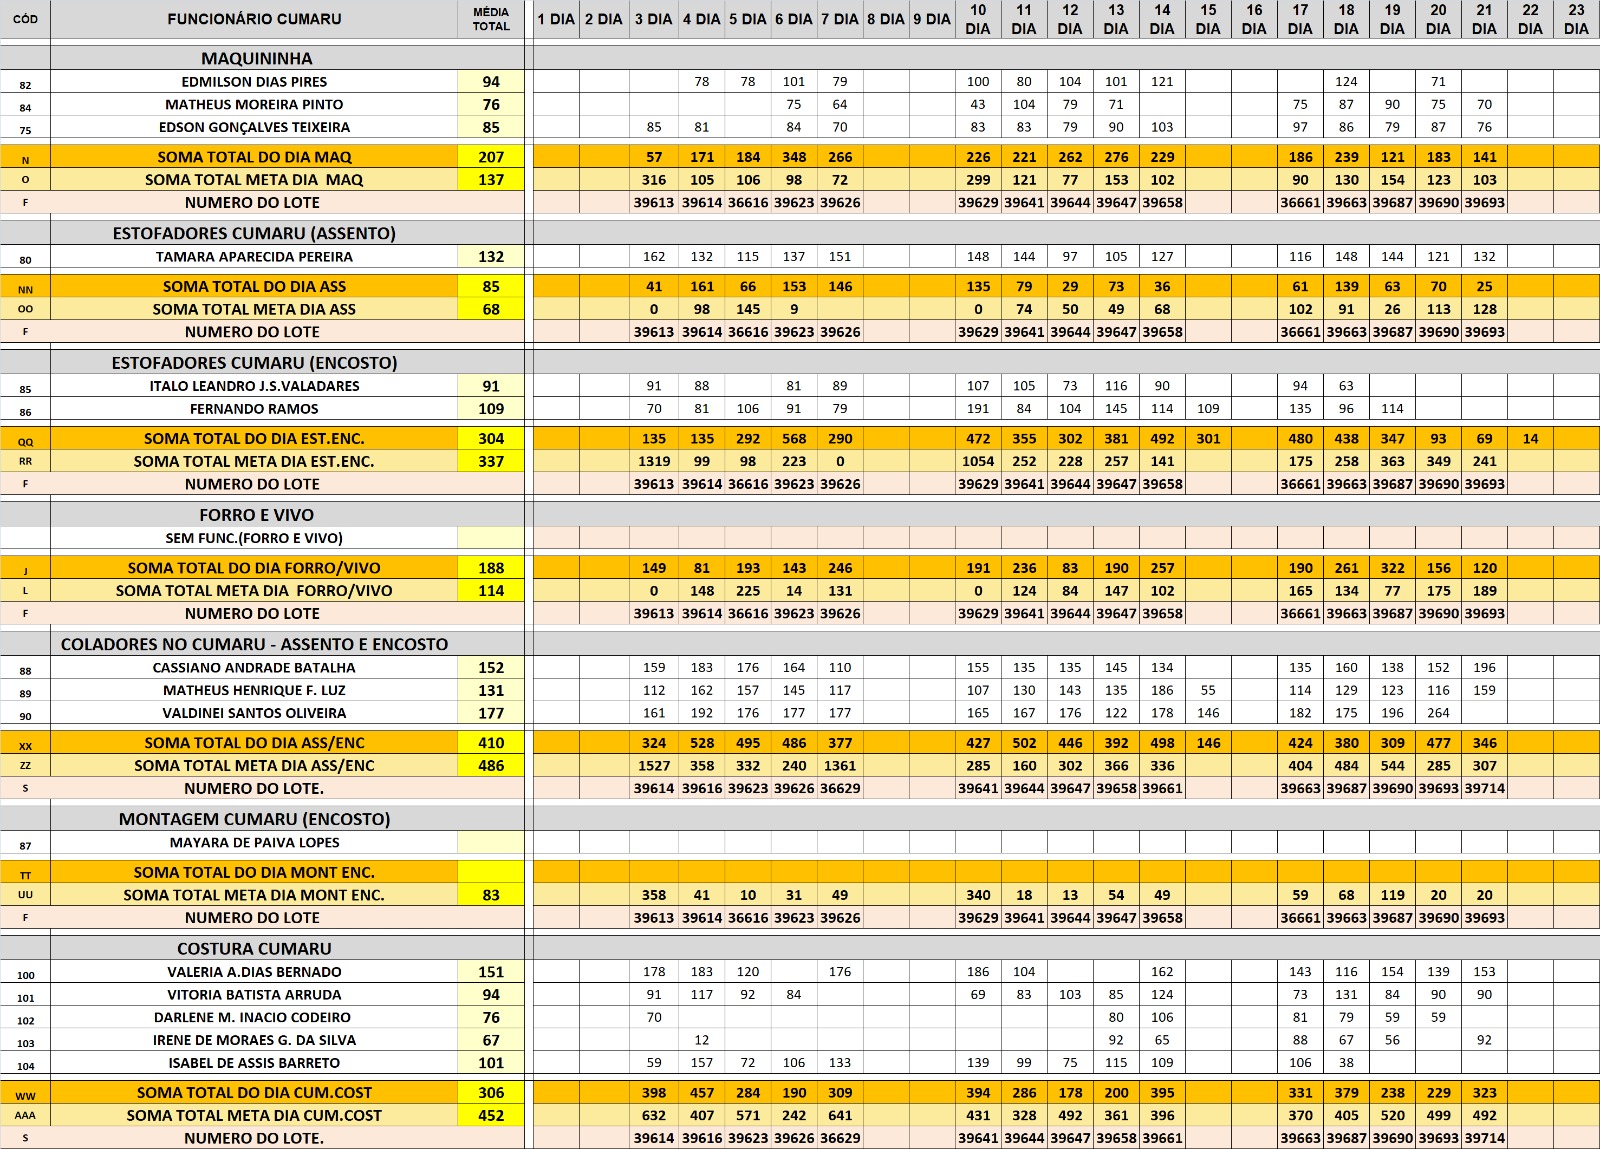 CÓD FUNCIONÁRIO CUMARU MÉDIA TOTAL 1 DIA 2 DIA 3 DIA 4 DIA 5 DIA 6 DIA 7 DIA 8 DIA 9 DIA 10 DIA 11 DIA 12 DIA 13 DIA 14 DIA 15 DIA 16 DIA 17 DIA 18 DIA 19 DIA 20 DIA 21 DIA 22 DIA 23 DIA
MAQUININHA
82 EDMILSON DIAS PIRES 94 78 78 101 79 100 80 104 101 121 124 71
84 MATHEUS MOREIRA PINTO 76 75 64 43 104 79 71 75 87 90 75 70
75 EDSON GONÇALVES TEIXEIRA 85 85 81 84 70 83 83 79 90 103 97 86 79 87 76
N SOMA TOTAL DO DIA MAQ 207 57 171 184 348 266 226 221 262 276 229 186 239 121 183 141
O SOMA TOTAL META DIA MAQ 137 316 105 106 98 72 299 121 77 153 102 90 130 154 123 103
F NUMERO DO LOTE 39613 39614 36616 39623 39626 39629 39641 39644 39647 39658 36661 39663 39687 39690 39693
ESTOFADORES CUMARU (ASSENTO)
80 TAMARA APARECIDA PEREIRA 132 162 132 115 137 151 148 144 97 105 127 116 148 144 121 132
NN SOMA TOTAL DO DIA ASS 85 41 161 66 153 146 135 79 29 73 36 61 139 63 70 25
OO SOMA TOTAL META DIA ASS 68 0 98 145 9 0 74 50 49 68 102 91 26 113 128
F NUMERO DO LOTE 39613 39614 36616 39623 39626 39629 39641 39644 39647 39658 36661 39663 39687 39690 39693
ESTOFADORES CUMARU (ENCOSTO)
85 ITALO LEANDRO J.S.VALADARES 91 91 88 81 89 107 105 73 116 90 94 63
86 FERNANDO RAMOS 109 70 81 106 91 79 191 84 104 145 114 109 135 96 114
QQ SOMA TOTAL DO DIA EST.ENC. 304 135 135 292 568 290 472 355 302 381 492 301 480 438 347 93 69 14
RR SOMA TOTAL META DIA EST.ENC. 337 1319 99 98 223 0 1054 252 228 257 141 175 258 363 349 241
F NUMERO DO LOTE 39613 39614 36616 39623 39626 39629 39641 39644 39647 39658 36661 39663 39687 39690 39693
FORRO E VIVO
SEM FUNC.(FORRO E VIVO)
J SOMA TOTAL DO DIA FORRO/VIVO 188 149 81 193 143 246 191 236 83 190 257 190 261 322 156 120
L SOMA TOTAL META DIA FORRO/VIVO 114 0 148 225 14 131 0 124 84 147 102 165 134 77 175 189
F NUMERO DO LOTE 39613 39614 36616 39623 39626 39629 39641 39644 39647 39658 36661 39663 39687 39690 39693
COLADORES NO CUMARU - ASSENTO E ENCOSTO
88 CASSIANO ANDRADE BATALHA 152 159 183 176 164 110 155 135 135 145 134 135 160 138 152 196
89 MATHEUS HENRIQUE F. LUZ 131 112 162 157 145 117 107 130 143 135 186 55 114 129 123 116 159
90 VALDINEI SANTOS OLIVEIRA 177 161 192 176 177 177 165 167 176 122 178 146 182 175 196 264
XX SOMA TOTAL DO DIA ASS/ENC 410 324 528 495 486 377 427 502 446 392 498 146 424 380 309 477 346
ZZ SOMA TOTAL META DIA ASS/ENC 486 1527 358 332 240 1361 285 160 302 366 336 404 484 544 285 307
S NUMERO DO LOTE. 39614 39616 39623 39626 36629 39641 39644 39647 39658 39661 39663 39687 39690 39693 39714
MONTAGEM CUMARU (ENCOSTO)
87 MAYARA DE PAIVA LOPES
TT SOMA TOTAL DO DIA MONT ENC.
UU SOMA TOTAL META DIA MONT ENC. 83 358 41 10 31 49 340 18 13 54 49 59 68 119 20 20
F NUMERO DO LOTE 39613 39614 36616 39623 39626 39629 39641 39644 39647 39658 36661 39663 39687 39690 39693
COSTURA CUMARU
100 VALERIA A.DIAS BERNADO 151 178 183 120 176 186 104 162 143 116 154 139 153
101 VITORIA BATISTA ARRUDA 94 91 117 92 84 69 83 103 85 124 73 131 84 90 90
102 DARLENE M. INACIO CODEIRO 76 70 80 106 81 79 59 59
103 IRENE DE MORAES G. DA SILVA 67 12 92 65 88 67 56 92
104 ISABEL DE ASSIS BARRETO 101 59 157 72 106 133 139 99 75 115 109 106 38
WW SOMA TOTAL DO DIA CUM.COST 306 398 457 284 190 309 394 286 178 200 395 331 379 238 229 323
AAA SOMA TOTAL META DIA CUM.COST 452 632 407 571 242 641 431 328 492 361 396 370 405 520 499 492
S NUMERO DO LOTE. 39614 39616 39623 39626 36629 39641 39644 39647 39658 39661 39663 39687 39690 39693 39714